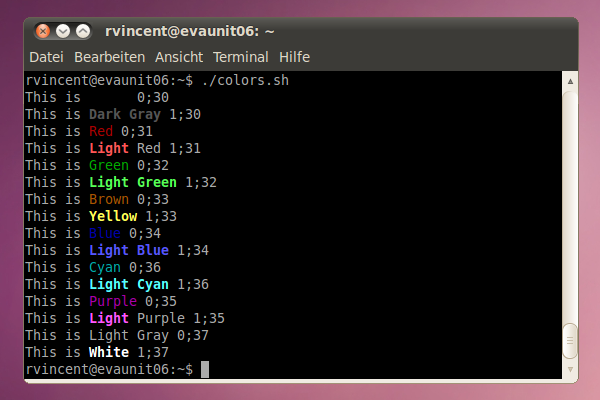 rvincent@evaunit06: ~
Datei Bearbeiten Ansicht Terminal Hilfe
rvincent@evaunit06:~$ ./colors.sh
This is 0;30
This is Dark Gray 1;30
This is Red 0;31
This is Light Red 1;31
This is Green 0;32
This is Light Green 1;32
This is Brown 0;33
This is Yellow 1;33
This is Blue 0;34
This is Light Blue 1;34
This is Cyan 0;36
This is Light Cyan 1;36
This is Purple 0;35
This is Light Purple 1;35
This is Light Gray 0;37
This is White 1;37
rvincent@evaunit06:~$